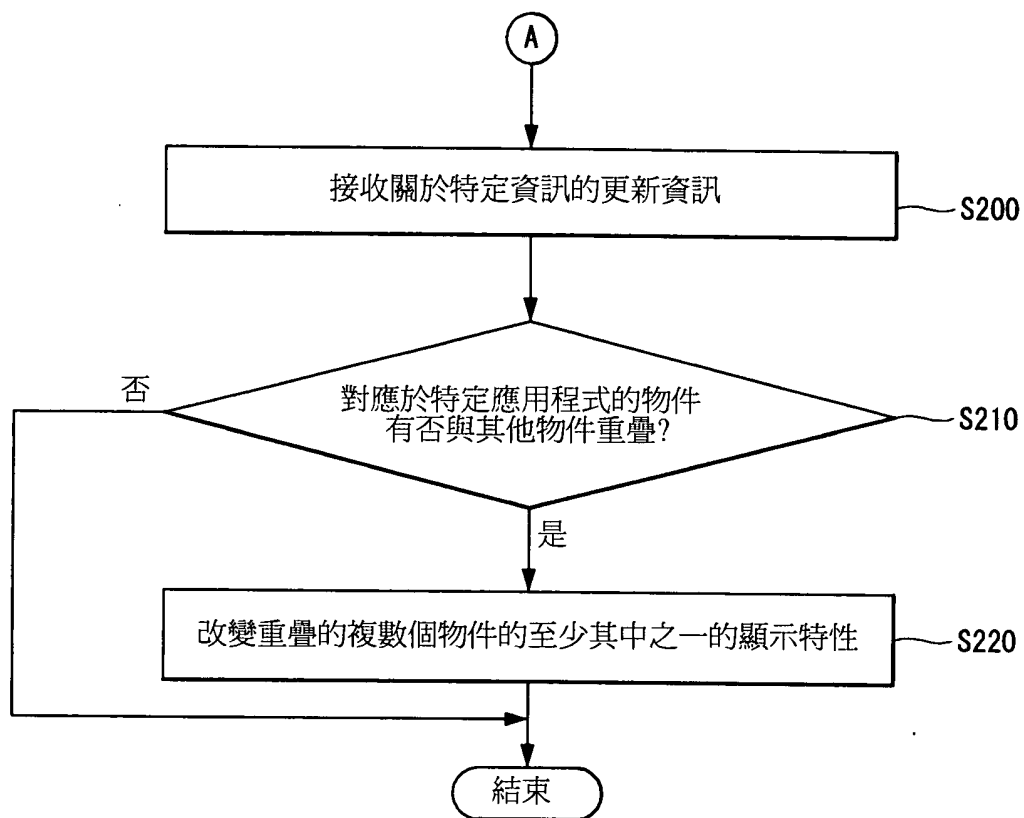 A
接收關於特定資訊的更新資訊
S200
否
對應於特定應用程式的物件
有否與其他物件重疊?
S210
是
改變重疊的複數個物件的至少其中之一的顯示特性
S220
結束